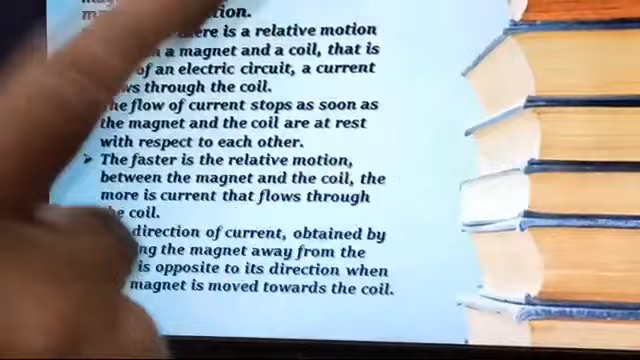 there is a relative motion
a magnet and a coil, that is
of an electric circuit, a current
through the coil.
The flow of current stops as soon as
the magnet and the coil are at rest
with respect to each other.
➤ The faster is the relative motion,
between the magnet and the coil, the
more is current that flows through
the coil.
direction of current, obtained by
the magnet away from the
is opposite to its direction when
magnet is moved towards the coil.